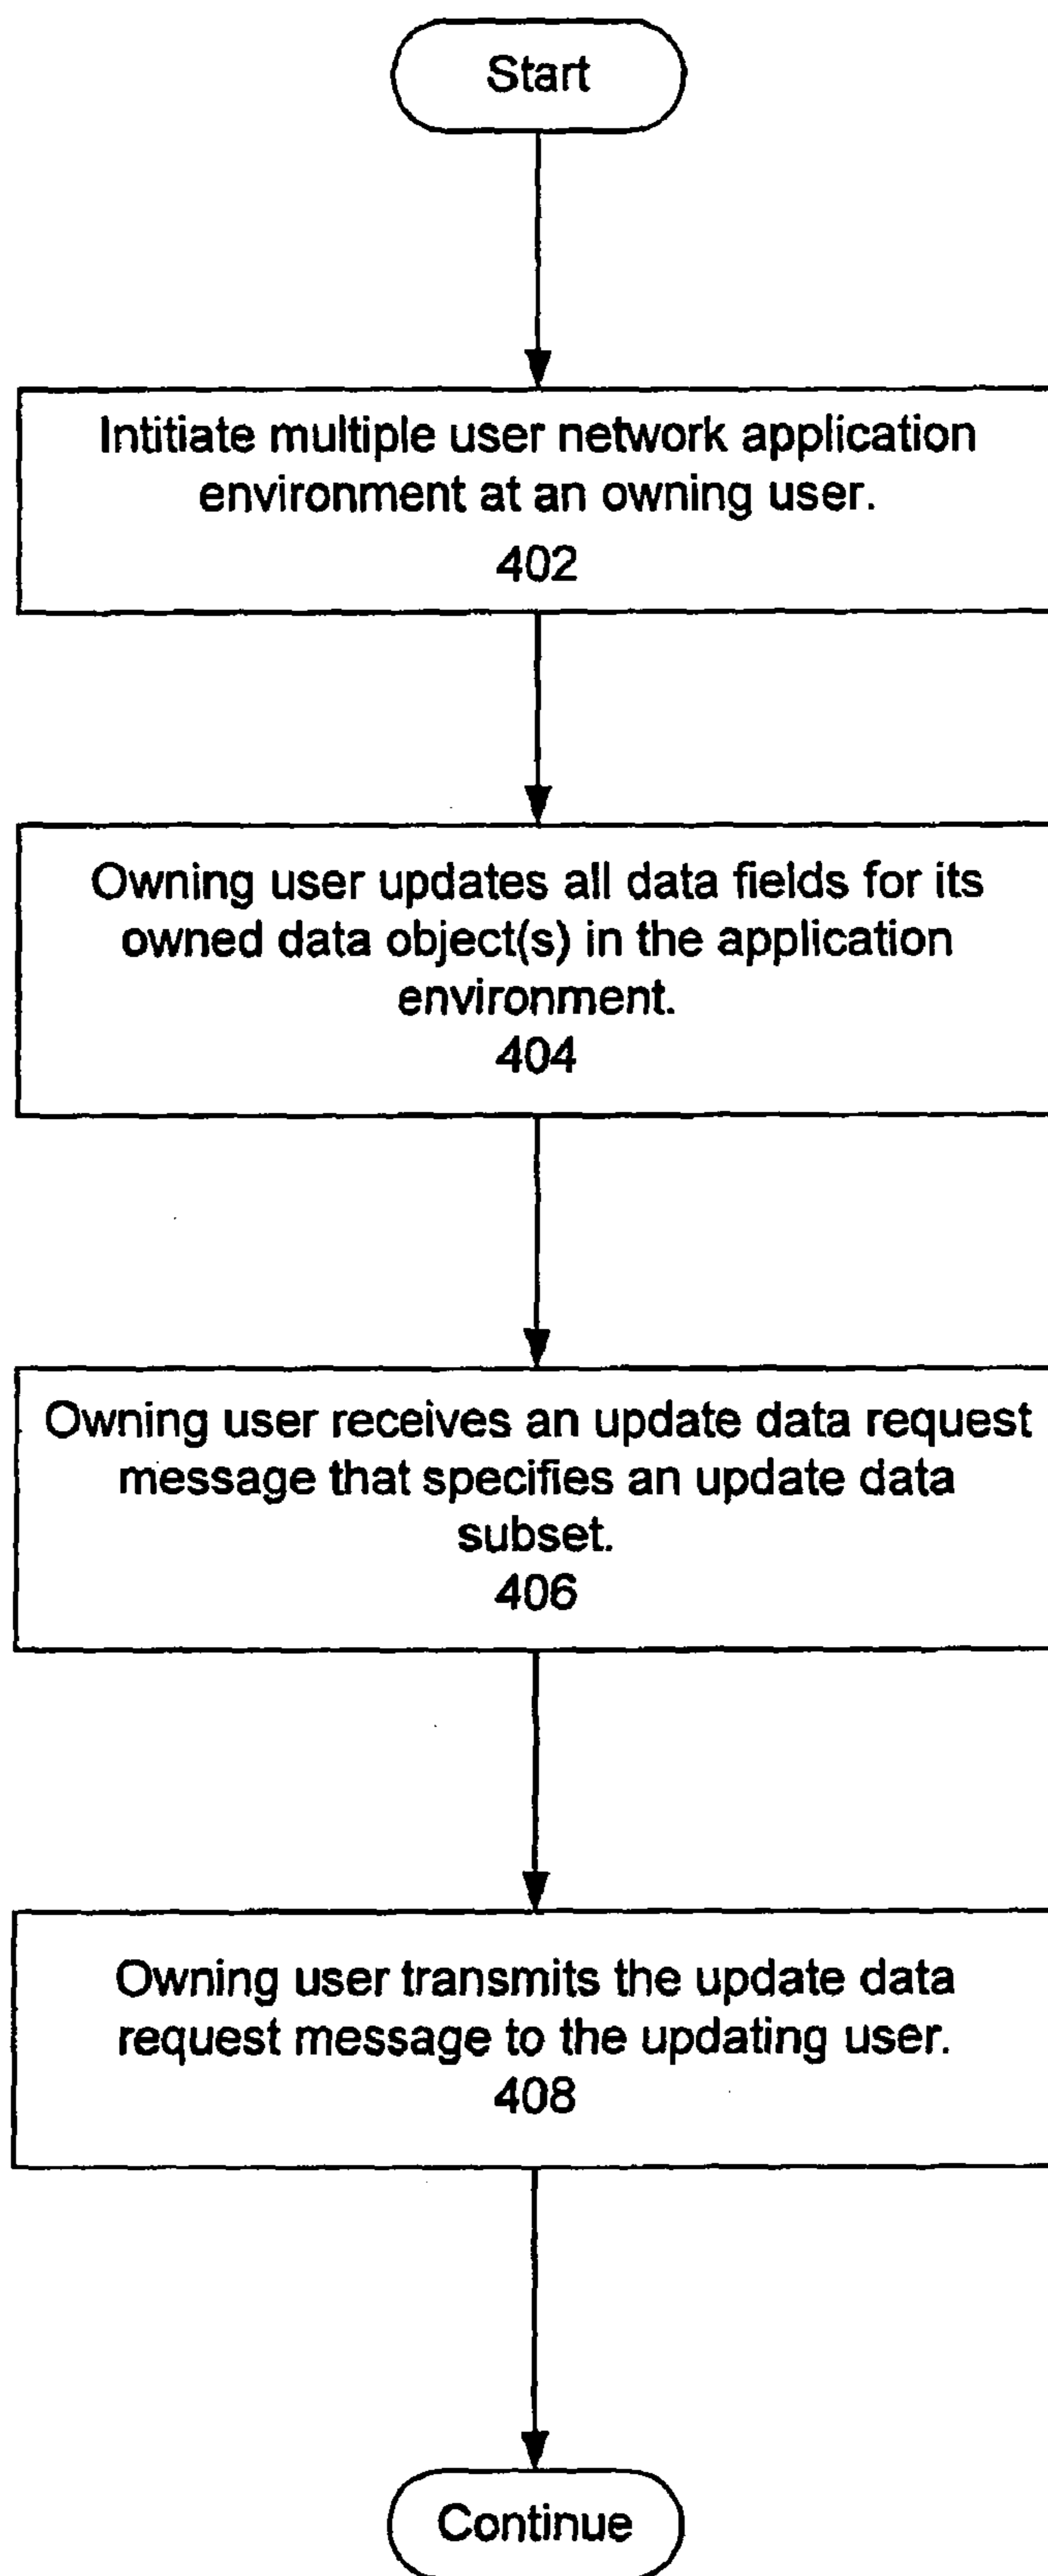 Start
Intitiate multiple user network application
environment at an owning user.
402
Owning user updates all data fields for its
owned data object(s) in the application
environment.
404
Owning user receives an update data request
message that specifies an update data
subset.
406
Owning user transmits the update data
request message to the updating user.
408
Continue